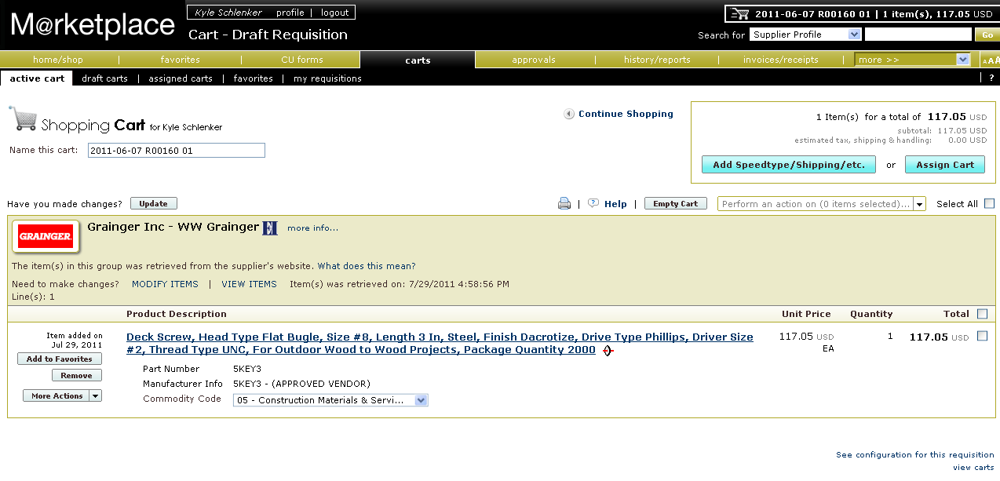 M@rketplace
Kyle Schlenker profile | logout
Cart - Draft Requisition
2011-06-07 R00160 01 | 1 item(s), 117.05 USD
Search for Supplier Profile Go
home/shop | favorites | CU forms carts approvals | history/reports | invoices/receipts | more >> A A A
active cart draft carts | assigned carts | favorites | my requisitions | ?
Shopping Cart for Kyle Schlenker
Continue Shopping
Name this cart: 2011-06-07 R00160 01
1 Item(s) for a total of 117.05 USD
subtotal: 117.05 USD
estimated tax, shipping & handling: 0.00 USD
Add Speedtype/Shipping/etc. or Assign Cart
Have you made changes? Update | ? Help | Empty Cart Perform an action on (0 items selected)... Select All
GRAINGER
Grainger Inc - WW Grainger more info...
The item(s) in this group was retrieved from the supplier's website. What does this mean?
Need to make changes? MODIFY ITEMS | VIEW ITEMS Item(s) was retrieved on: 7/29/2011 4:58:56 PM
Line(s): 1
Product Description Unit Price Quantity Total
Item added on
Jul 29, 2011
Add to Favorites
Remove
More Actions
Deck Screw, Head Type Flat Bugle, Size #8, Length 3 In, Steel, Finish Dacrotize, Drive Type Phillips, Driver Size
#2, Thread Type UNC, For Outdoor Wood to Wood Projects, Package Quantity 2000
117.05 USD 1 117.05 USD
EA
Part Number 5KEY3
Manufacturer Info 5KEY3 - (APPROVED VENDOR)
Commodity Code 05 - Construction Materials & Servi...
See configuration for this requisition
view carts